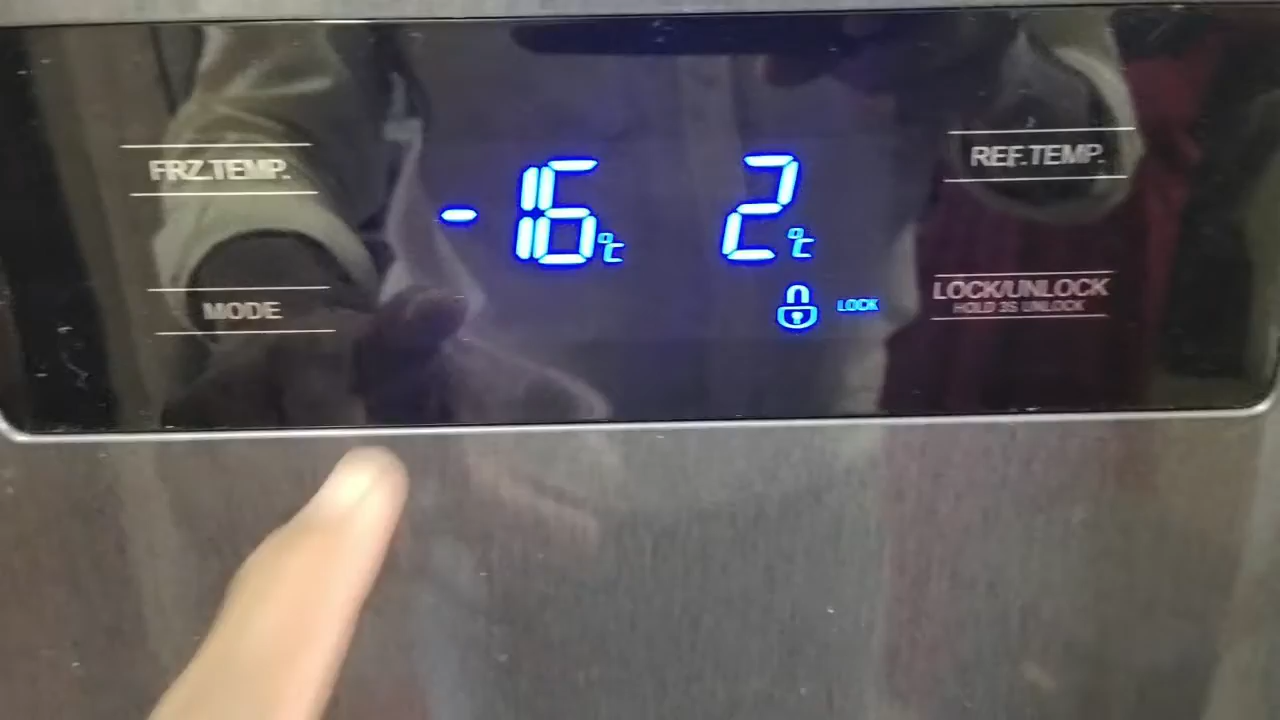 FRZ.TEMP.
-16°C
2°C
REF.TEMP.
MODE
LOCK
LOCK/UNLOCK
HOLD 3S UNLOCK